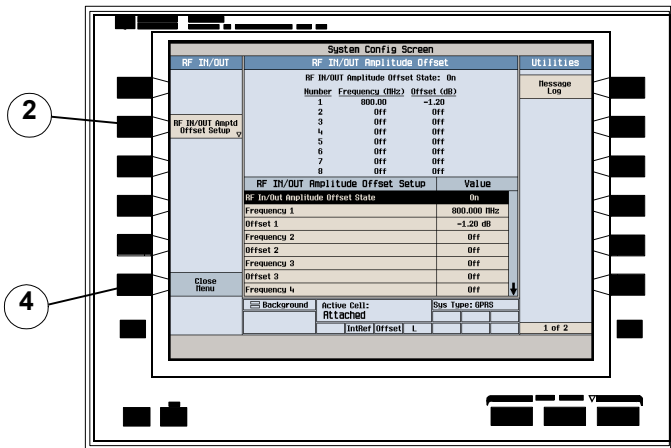 System Config Screen
RF IN/OUT
RF IN/OUT Amplitude Offset
Utilities
RF IN/OUT Amplitude Offset State: On
Number Frequency (MHz) Offset (dB)
1 800.00 -1.20
2 Off Off
3 Off Off
4 Off Off
5 Off Off
6 Off Off
7 Off Off
8 Off Off
Message
Log
2
RF IN/OUT Amptd
Offset Setup
RF IN/OUT Amplitude Offset Setup Value
RF In/Out Amplitude Offset State On
Frequency 1 800.000 MHz
Offset 1 -1.20 dB
Frequency 2 Off
Offset 2 Off
Frequency 3 Off
Offset 3 Off
Frequency 4 Off
4
Close
Menu
Background
Active Cell:
Attached
Sys Type: GPRS
IntRef Offset L
1 of 2